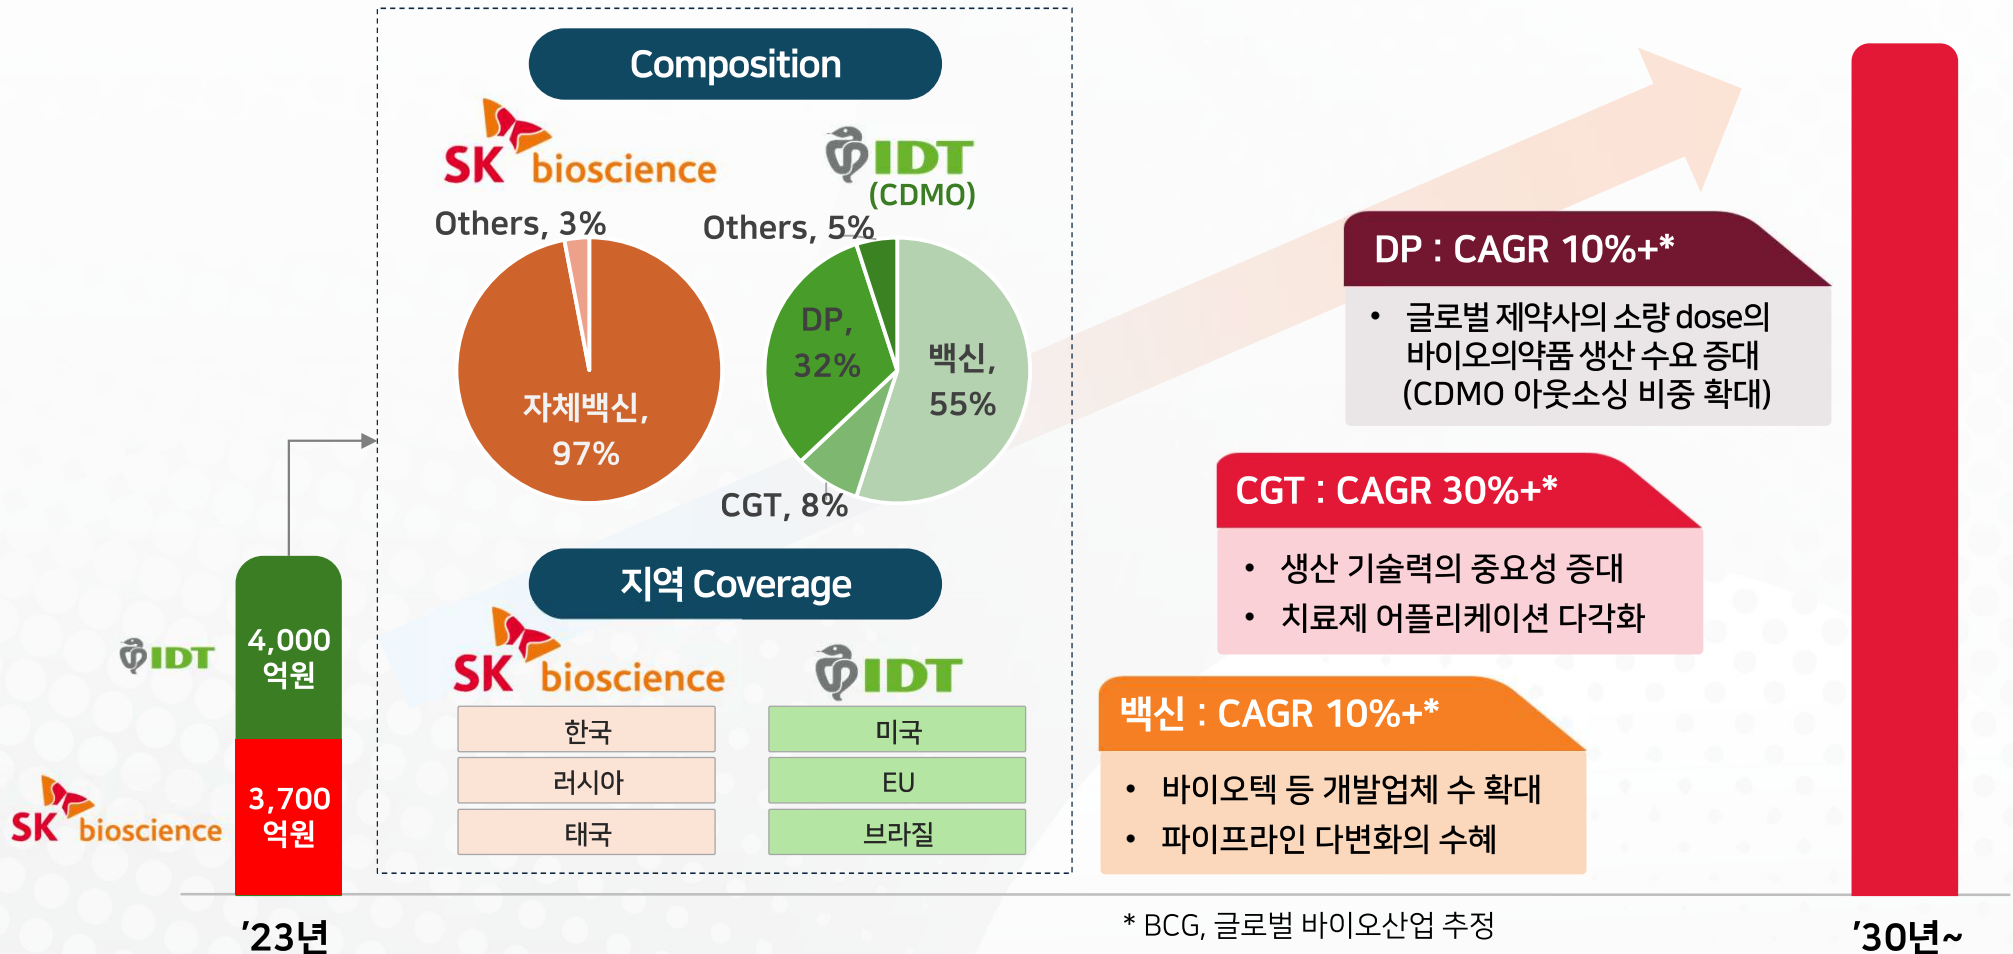 Composition
SK bioscience
IDT
(CDMO)
Others, 3%
자체백신,
97%
Others, 5%
DP,
32%
백신,
55%
CGT, 8%
지역 Coverage
SK bioscience
IDT
한국
러시아
태국
미국
EU
브라질
IDT
4,000
억원
SK bioscience
3,700
억원
’23년
DP : CAGR 10%+*
• 글로벌 제약사의 소량 dose의
바이오의약품 생산 수요 증대
(CDMO 아웃소싱 비중 확대)
CGT : CAGR 30%+*
• 생산 기술력의 중요성 증대
• 치료제 어플리케이션 다각화
백신 : CAGR 10%+*
• 바이오텍 등 개발업체 수 확대
• 파이프라인 다변화의 수혜
* BCG, 글로벌 바이오산업 추정
’30년~